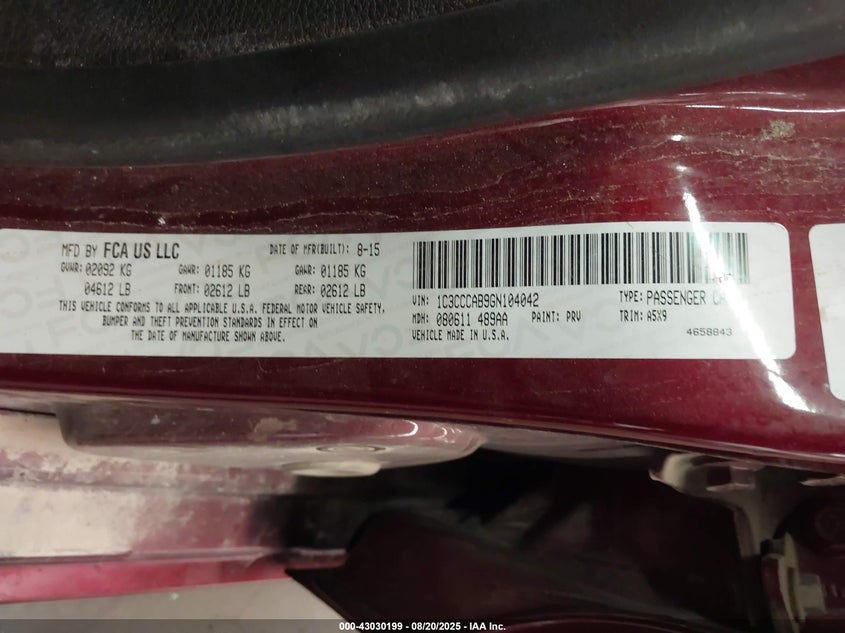 MFD BY FCA US LLC DATE OF MFR(BUILT): 8-15
GVWR: 02092 KG GAWR: 01185 KG GAWR: 01185 KG
04612 LB FRONT: 02612 LB REAR: 02612 LB
THIS VEHICLE CONFORMS TO ALL APPLICABLE U.S.A. FEDERAL MOTOR VEHICLE SAFETY,
BUMPER AND THEFT PREVENTION STANDARDS IN EFFECT ON
THE DATE OF MANUFACTURE SHOWN ABOVE.
VIN: 1C3CCCAB9GN104042 TYPE: PASSENGER
MDH: 080611 489AA PAINT: PRV TRIM: A5X9
VEHICLE MADE IN U.S.A. 4658843
000-43030199 - 08/20/2025 - IAA Inc.